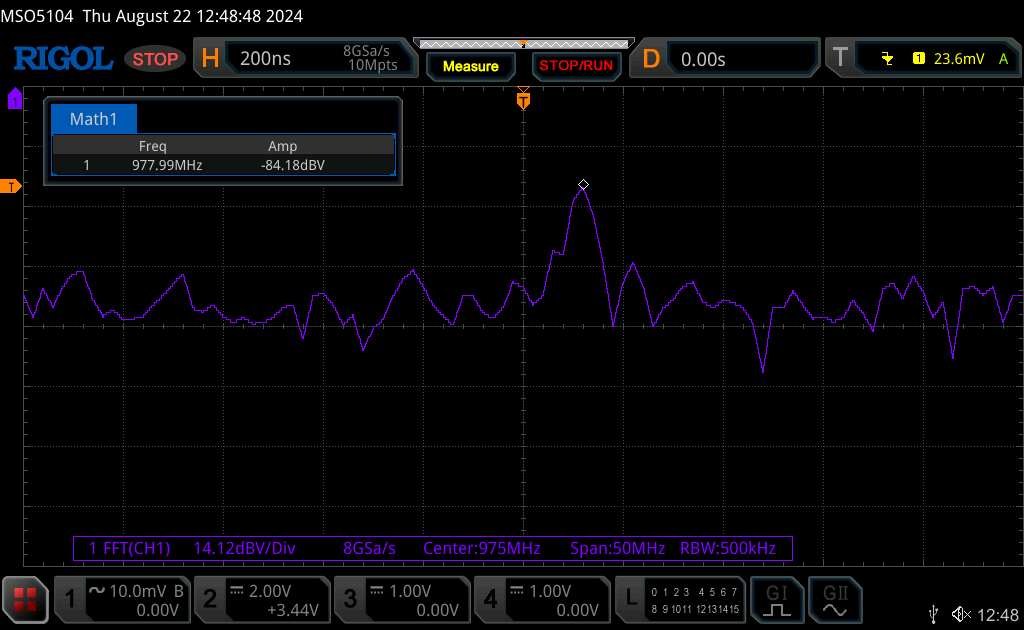 MSO5104 Thu August 22 12:48:48 2024
RIGOL STOP H 200ns 8GSa/s 10Mpts Measure STOP/RUN D 0.00s T 1 23.6mV A
1
T
T
Math1
Freq Amp
1 977.99MHz -84.18dBV
1 FFT(CH1) 14.12dBV/Div 8GSa/s Center:975MHz Span:50MHz RBW:500kHz
1 10.0mV B 0.00V
2 2.00V +3.44V
3 1.00V 0.00V
4 1.00V 0.00V
L 0 1 2 3 4 5 6 7
8 9 10 11 12 13 14 15
GI
GII
12:48